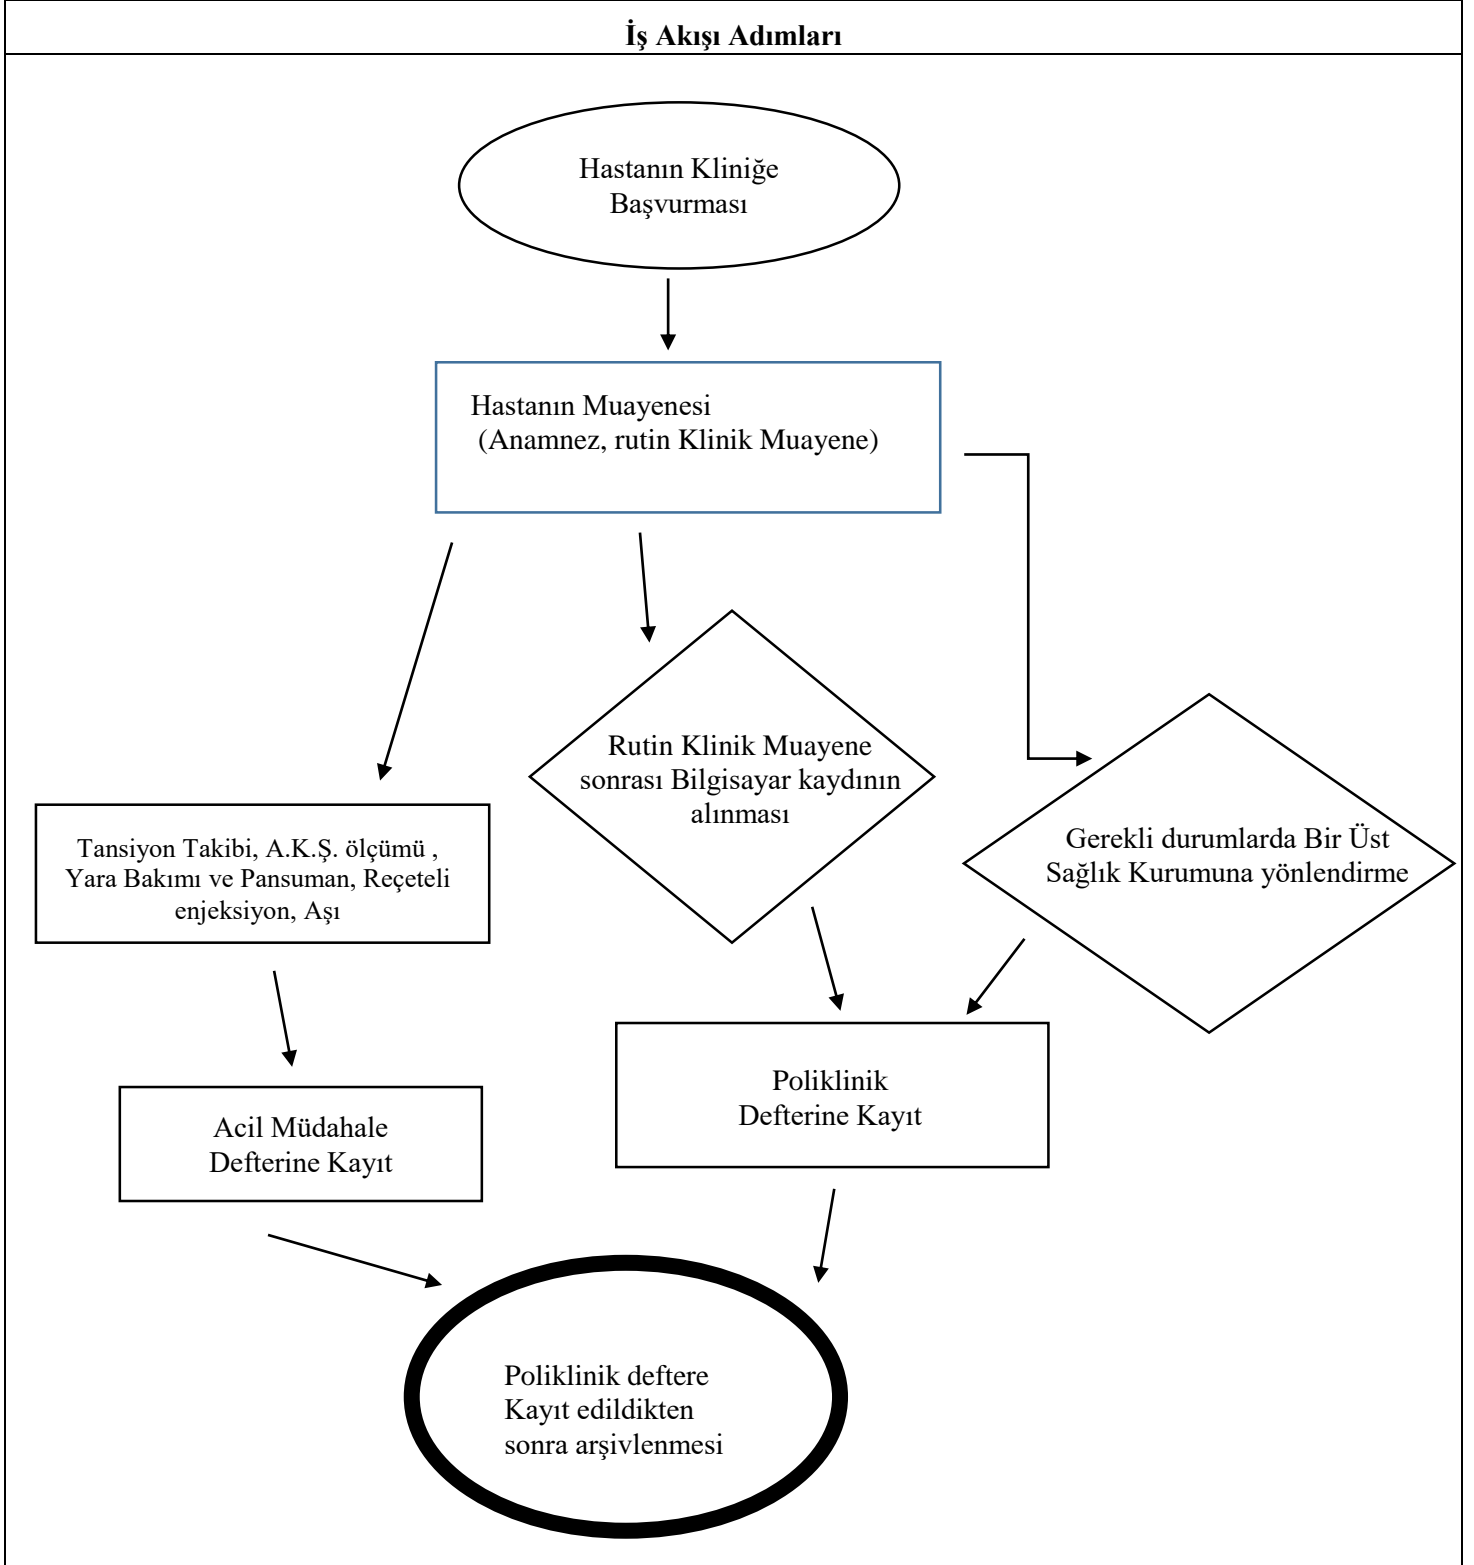 İş Akışı Adımları
Hastanın Kliniğe
Başvurması
Hastanın Muayenesi
(Anamnez, rutin Klinik Muayene)
Rutin Klinik Muayene
sonrası Bilgisayar kaydının
alınması
Gerekli durumlarda Bir Üst
Sağlık Kurumuna yönlendirme
Tansiyon Takibi, A.K.Ş. ölçümü ,
Yara Bakımı ve Pansuman, Reçeteli
enjeksiyon, Aşı
Poliklinik
Defterine Kayıt
Acil Müdahale
Defterine Kayıt
Poliklinik deftere
Kayıt edildikten
sonra arşivlenmesi